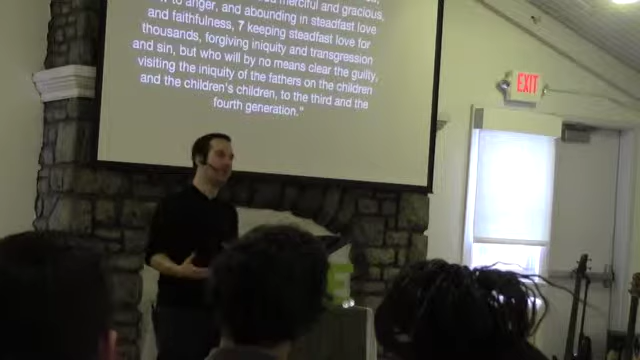 merciful and gracious,
to anger, and abounding in steadfast love
and faithfulness, 7 keeping steadfast love for
thousands, forgiving iniquity and transgression
and sin, but who will by no means clear the guilty,
visiting the iniquity of the fathers on the children
and the children's children, to the third and the
fourth generation."
EXIT